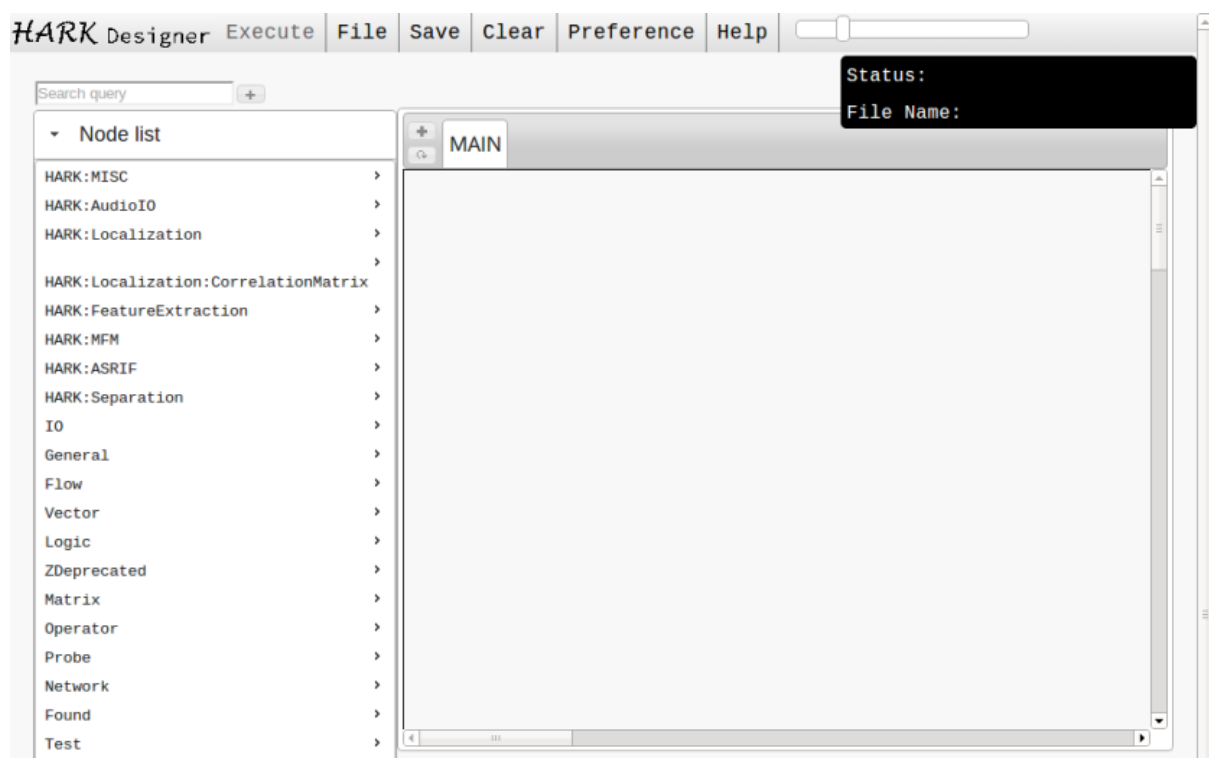 HARK Designer Execute File Save Clear Preference Help
Status:
File Name:
Search query
Node list
MAIN
HARK:MISC
HARK:AudioIO
HARK:Localization
HARK:Localization:CorrelationMatrix
HARK:FeatureExtraction
HARK:MFM
HARK:ASRIF
HARK:Separation
IO
General
Flow
Vector
Logic
ZDeprecated
Matrix
Operator
Probe
Network
Found
Test